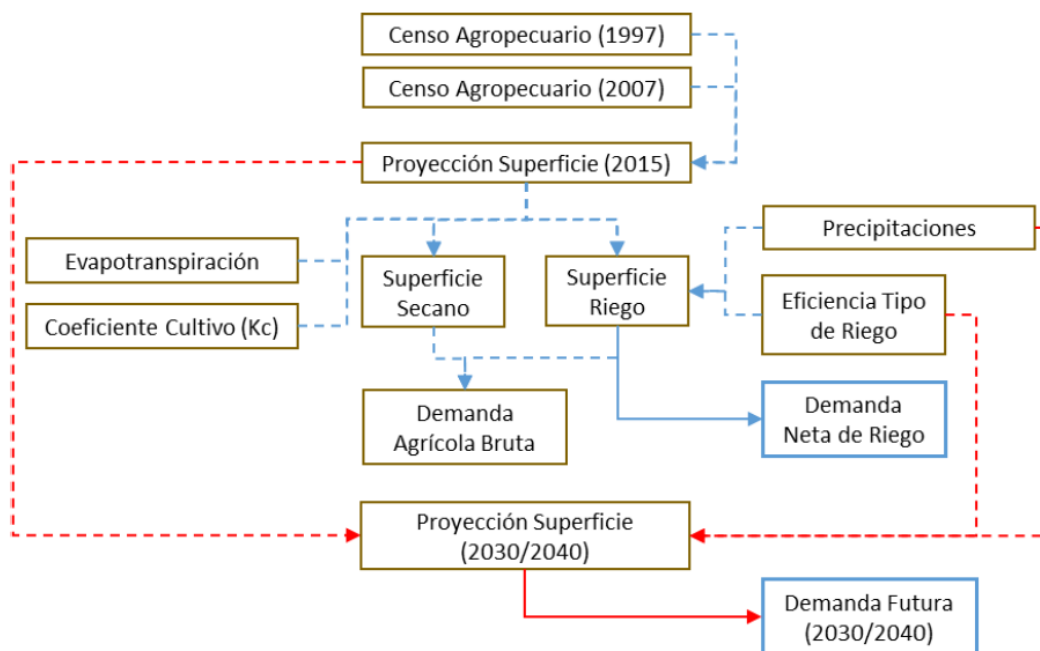 Censo Agropecuario (1997)
Censo Agropecuario (2007)
Proyección Superficie (2015)
Precipitaciones
Evapotranspiración
Superficie
Secano
Superficie
Riego
Eficiencia Tipo
de Riego
Coeficiente Cultivo (Kc)
Demanda
Agrícola Bruta
Demanda
Neta de Riego
Proyección Superficie
(2030/2040)
Demanda Futura
(2030/2040)